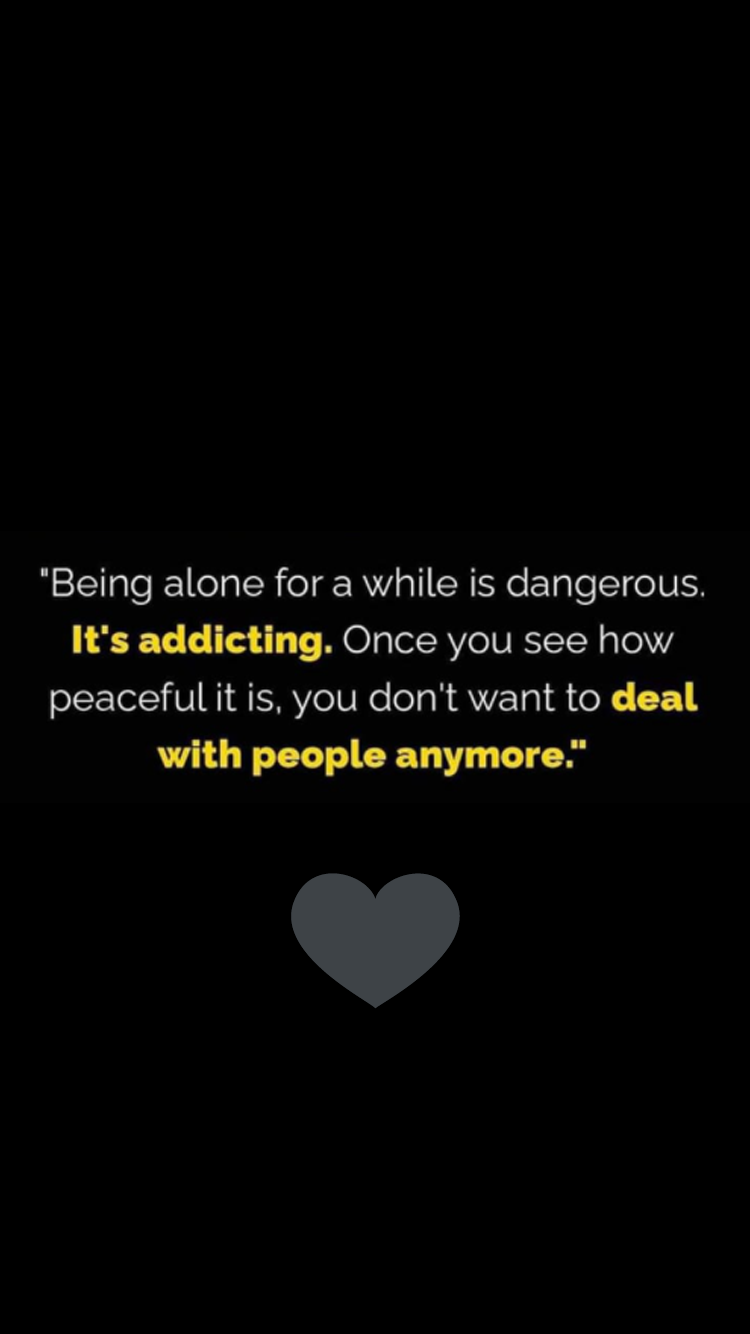 "Being alone for a while is dangerous.
It's addicting. Once you see how
peaceful it is, you don't want to deal
with people anymore."